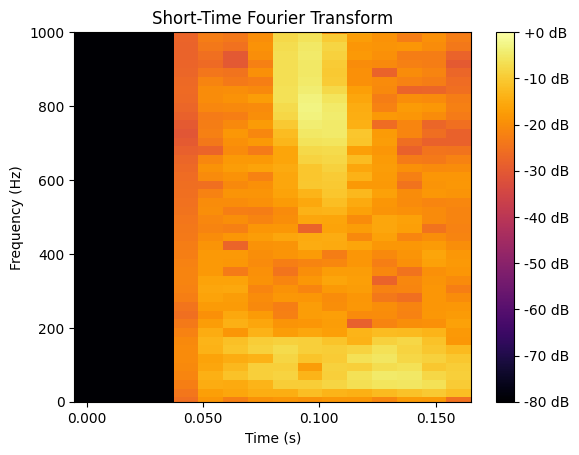 Short-Time Fourier Transform
1000
800
600
400
200
0
Frequency (Hz)
0.000
0.050
0.100
0.150
Time (s)
+0 dB
-10 dB
-20 dB
-30 dB
-40 dB
-50 dB
-60 dB
-70 dB
-80 dB